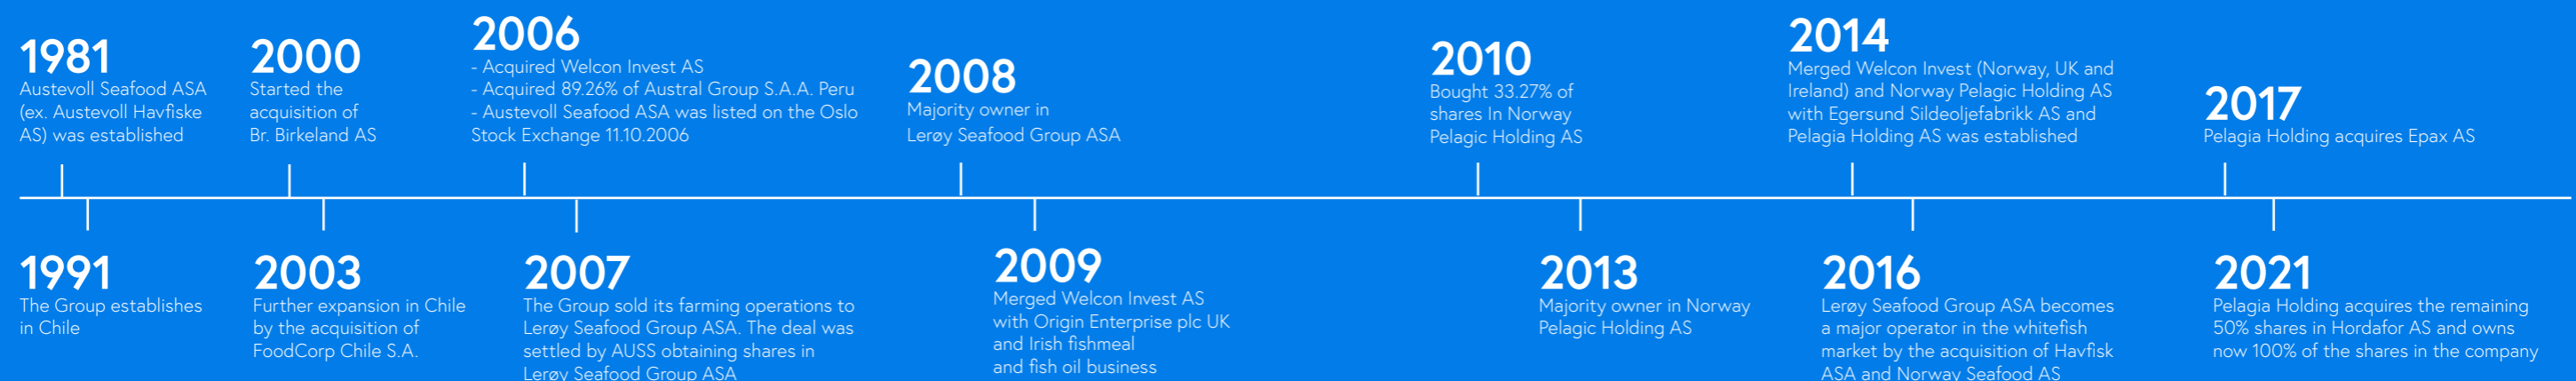 1981
Austevoll Seafood ASA
(ex. Austevoll Havfiske
AS) was established
2000
Started the
acquisition of
Br. Birkeland AS
2006
- Acquired Welcon Invest AS
- Acquired 89.26% of Austral Group S.A.A. Peru
- Austevoll Seafood ASA was listed on the Oslo
Stock Exchange 11.10.2006
2008
Majority owner in
Lerøy Seafood Group ASA
2010
Bought 33.27% of
shares In Norway
Pelagic Holding AS
2014
Merged Welcon Invest (Norway, UK and
Ireland) and Norway Pelagic Holding AS
with Egersund Sildeoljefabrikk AS and
Pelagia Holding AS was established
2017
Pelagia Holding acquires Epax AS
1991
The Group establishes
in Chile
2003
Further expansion in Chile
by the acquisition of
FoodCorp Chile S.A.
2007
The Group sold its farming operations to
Lerøy Seafood Group ASA. The deal was
settled by AUSS obtaining shares in
Lerøy Seafood Group ASA
2009
Merged Welcon Invest AS
with Origin Enterprise plc UK
and Irish fishmeal
and fish oil business
2013
Majority owner in Norway
Pelagic Holding AS
2016
Lerøy Seafood Group ASA becomes
a major operator in the whitefish
market by the acquisition of Havfisk
ASA and Norway Seafood AS
2021
Pelagia Holding acquires the remaining
50% shares in Hordafor AS and owns
now 100% of the shares in the company